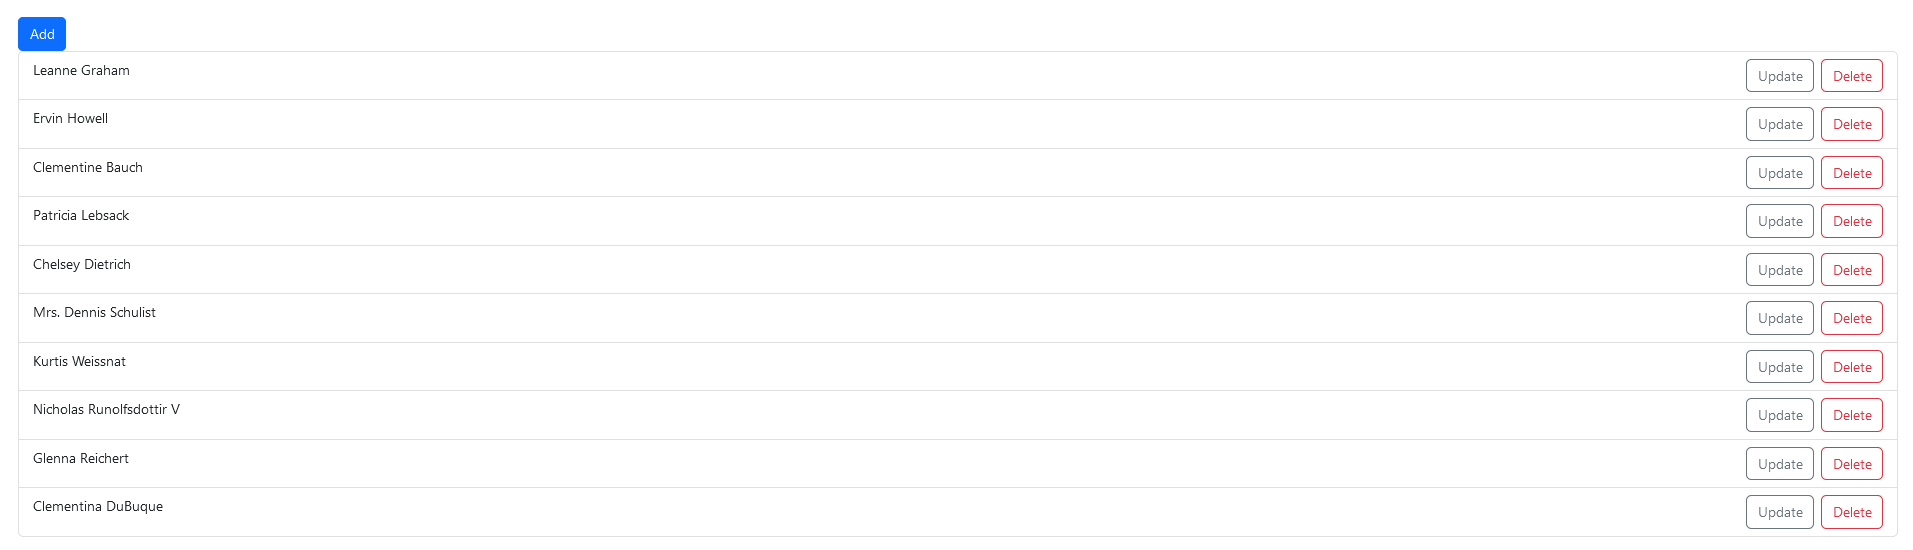 Add
Leanne Graham Update Delete
Ervin Howell Update Delete
Clementine Bauch Update Delete
Patricia Lebsack Update Delete
Chelsey Dietrich Update Delete
Mrs. Dennis Schulist Update Delete
Kurtis Weissnat Update Delete
Nicholas Runolfsdottir V Update Delete
Glenna Reichert Update Delete
Clementina DuBuque Update Delete